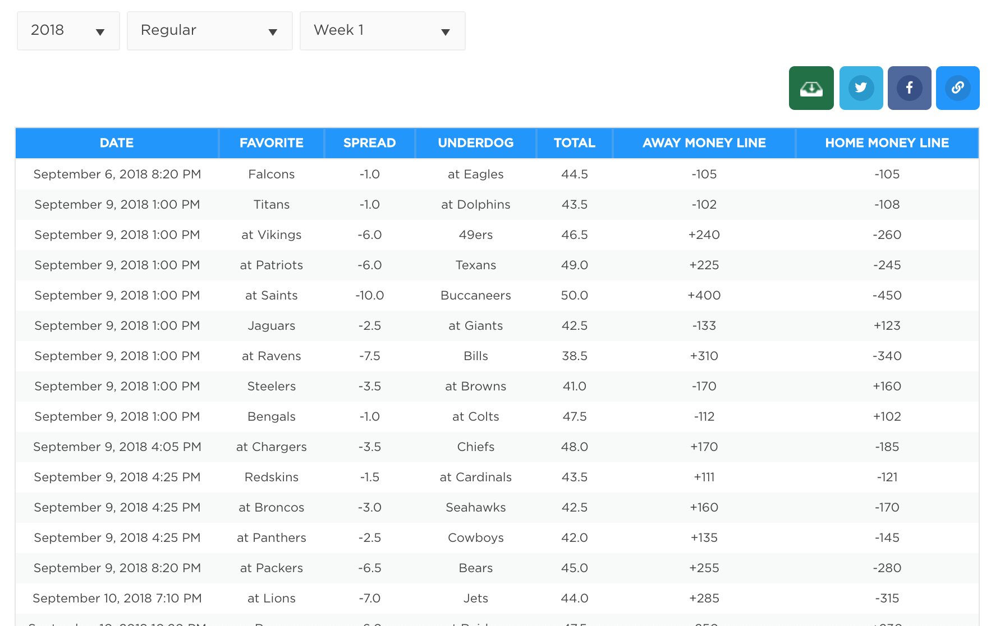 2018 Regular Week 1
DATE FAVORITE SPREAD UNDERDOG TOTAL AWAY MONEY LINE HOME MONEY LINE
September 6, 2018 8:20 PM Falcons -1.0 at Eagles 44.5 -105 -105
September 9, 2018 1:00 PM Titans -1.0 at Dolphins 43.5 -102 -108
September 9, 2018 1:00 PM at Vikings -6.0 49ers 46.5 +240 -260
September 9, 2018 1:00 PM at Patriots -6.0 Texans 49.0 +225 -245
September 9, 2018 1:00 PM at Saints -10.0 Buccaneers 50.0 +400 -450
September 9, 2018 1:00 PM Jaguars -2.5 at Giants 42.5 -133 +123
September 9, 2018 1:00 PM at Ravens -7.5 Bills 38.5 +310 -340
September 9, 2018 1:00 PM Steelers -3.5 at Browns 41.0 -170 +160
September 9, 2018 1:00 PM Bengals -1.0 at Colts 47.5 -112 +102
September 9, 2018 4:05 PM at Chargers -3.5 Chiefs 48.0 +170 -185
September 9, 2018 4:25 PM Redskins -1.5 at Cardinals 43.5 +111 -121
September 9, 2018 4:25 PM at Broncos -3.0 Seahawks 42.5 +160 -170
September 9, 2018 4:25 PM at Panthers -2.5 Cowboys 42.0 +135 -145
September 9, 2018 8:20 PM at Packers -6.5 Bears 45.0 +255 -280
September 10, 2018 7:10 PM at Lions -7.0 Jets 44.0 +285 -315